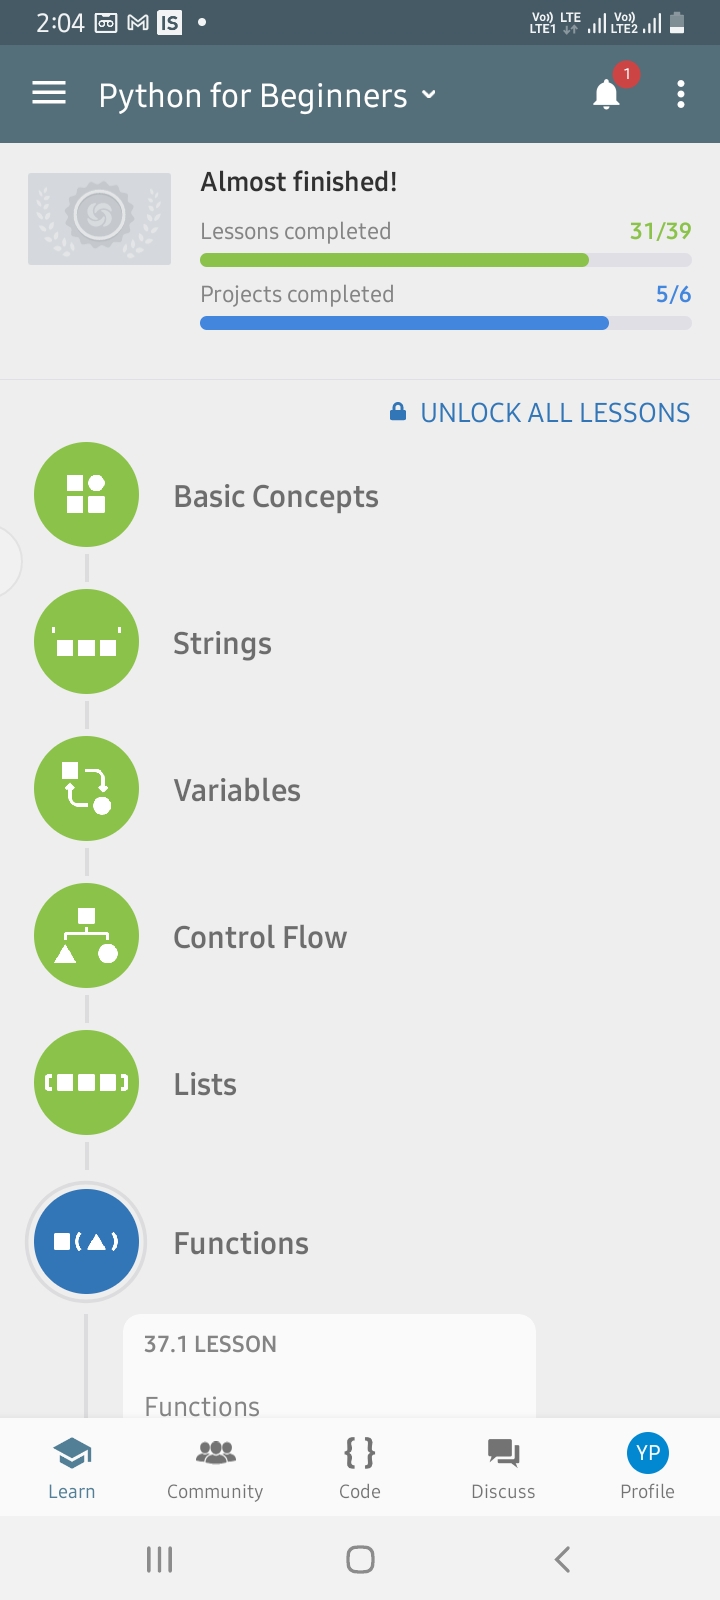 2:04 IS
Vo)) LTE LTE1 Vo)) LTE2
Python for Beginners
1
Almost finished!
Lessons completed 31/39
Projects completed 5/6
UNLOCK ALL LESSONS
Basic Concepts
Strings
Variables
Control Flow
Lists
Functions
37.1 LESSON
Functions
Learn Community Code Discuss Profile
YP